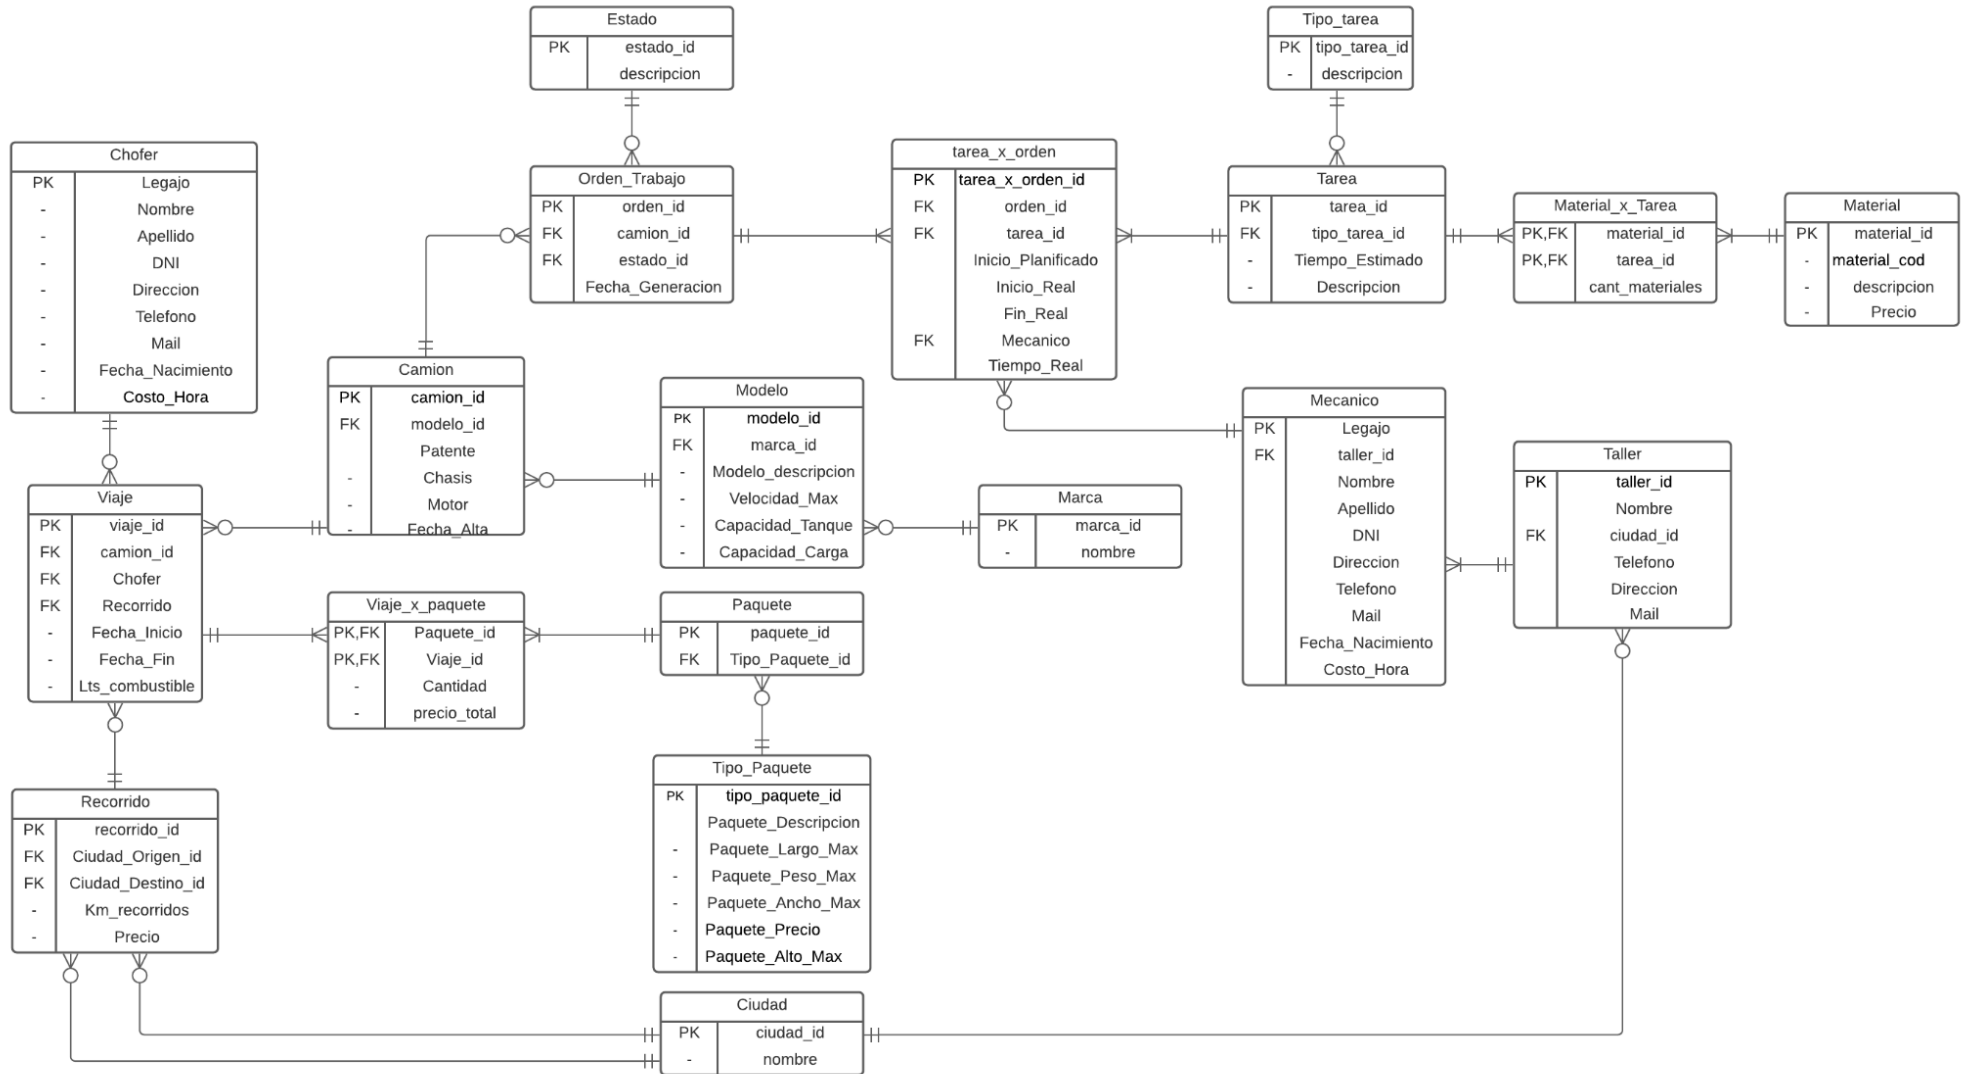 Estado
PK estado_id
descripcion
Tipo_tarea
PK tipo_tarea_id
- descripcion
Chofer
PK Legajo
- Nombre
- Apellido
- DNI
- Direccion
- Telefono
- Mail
- Fecha_Nacimiento
- Costo_Hora
Orden_Trabajo
PK orden_id
FK camion_id
FK estado_id
Fecha_Generacion
tarea_x_orden
PK tarea_x_orden_id
FK orden_id
FK tarea_id
Inicio_Planificado
Inicio_Real
Fin_Real
FK Mecanico
Tiempo_Real
Tarea
PK tarea_id
FK tipo_tarea_id
- Tiempo_Estimado
- Descripcion
Material_x_Tarea
PK,FK material_id
PK,FK tarea_id
cant_materiales
Material
PK material_id
- material_cod
- descripcion
- Precio
Camion
PK camion_id
FK modelo_id
Patente
- Chasis
- Motor
- Fecha_Alta
Modelo
PK modelo_id
FK marca_id
- Modelo_descripcion
- Velocidad_Max
- Capacidad_Tanque
- Capacidad_Carga
Marca
PK marca_id
- nombre
Mecanico
PK Legajo
FK taller_id
Nombre
Apellido
DNI
Direccion
Telefono
Mail
Fecha_Nacimiento
Costo_Hora
Taller
PK taller_id
Nombre
FK ciudad_id
Telefono
Direccion
Mail
Viaje
PK viaje_id
FK camion_id
FK Chofer
FK Recorrido
- Fecha_Inicio
- Fecha_Fin
- Lts_combustible
Viaje_x_paquete
PK,FK Paquete_id
PK,FK Viaje_id
- Cantidad
- precio_total
Paquete
PK paquete_id
FK Tipo_Paquete_id
Tipo_Paquete
PK tipo_paquete_id
Paquete_Descripcion
- Paquete_Largo_Max
- Paquete_Peso_Max
- Paquete_Ancho_Max
- Paquete_Precio
- Paquete_Alto_Max
Recorrido
PK recorrido_id
FK Ciudad_Origen_id
FK Ciudad_Destino_id
- Km_recorridos
- Precio
Ciudad
PK ciudad_id
- nombre